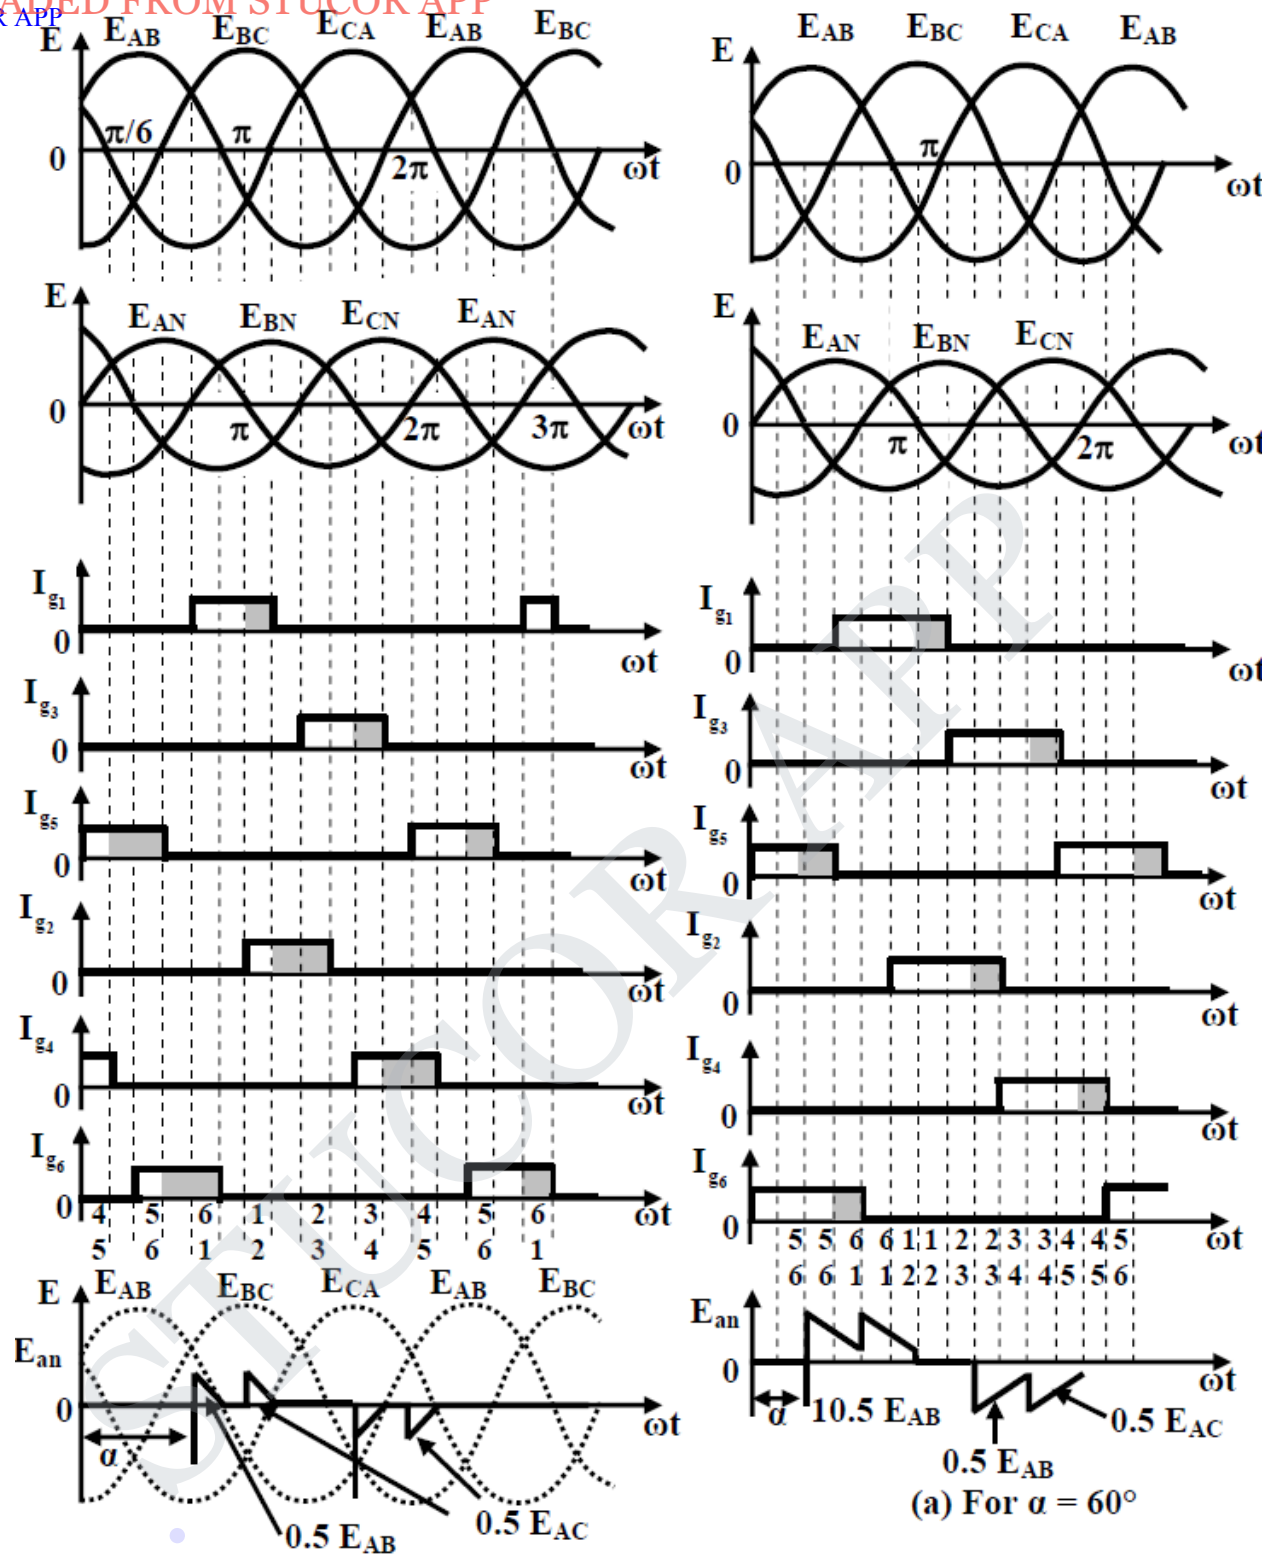 ADED FROM STUCOR APP
R APP
E E_AB E_BC E_CA E_AB E_BC
π/6 π 2π
0 ωt
E E_AN E_BN E_CN E_AN
0 π 2π 3π ωt
I_g1
0 ωt
I_g3
0 ωt
I_g5
0 ωt
I_g2
0 ωt
I_g4
0 ωt
I_g6
0 ωt
4 5 6 1 2 3 4 5 6
5 6 1 2 3 4 5 6 1
E E_AB E_BC E_CA E_AB E_BC
E_an
0 ωt
α
0.5 E_AB
0.5 E_AC
E E_AB E_BC E_CA E_AB
π
0 ωt
E E_AN E_BN E_CN
0 π 2π ωt
I_g1
0 ωt
I_g3
0 ωt
I_g5
0 ωt
I_g2
0 ωt
I_g4
0 ωt
I_g6
0 ωt
5 5 6 6 1 1 2 2 3 3 4 4 5
6 6 1 1 2 2 3 3 4 4 5 5 6
E_an
0 ωt
α 10.5 E_AB
0.5 E_AC
0.5 E_AB
(a) For α = 60°
STUCOR APP